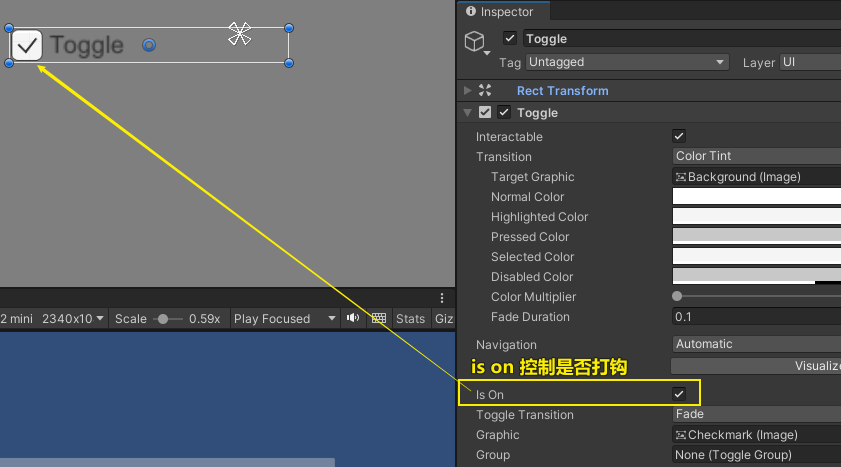 Inspector
Toggle
Toggle
Tag Untagged Layer UI
Rect Transform
Toggle
Interactable
Transition Color Tint
Target Graphic Background (Image)
Normal Color
Highlighted Color
Pressed Color
Selected Color
Disabled Color
Color Multiplier
Fade Duration 0.1
2 mini 2340x10 Scale 0.59x Play Focused Stats Giz
Navigation Automatic
Visualize
is on 控制是否打钩
Is On
Toggle Transition Fade
Graphic Checkmark (Image)
Group None (Toggle Group)